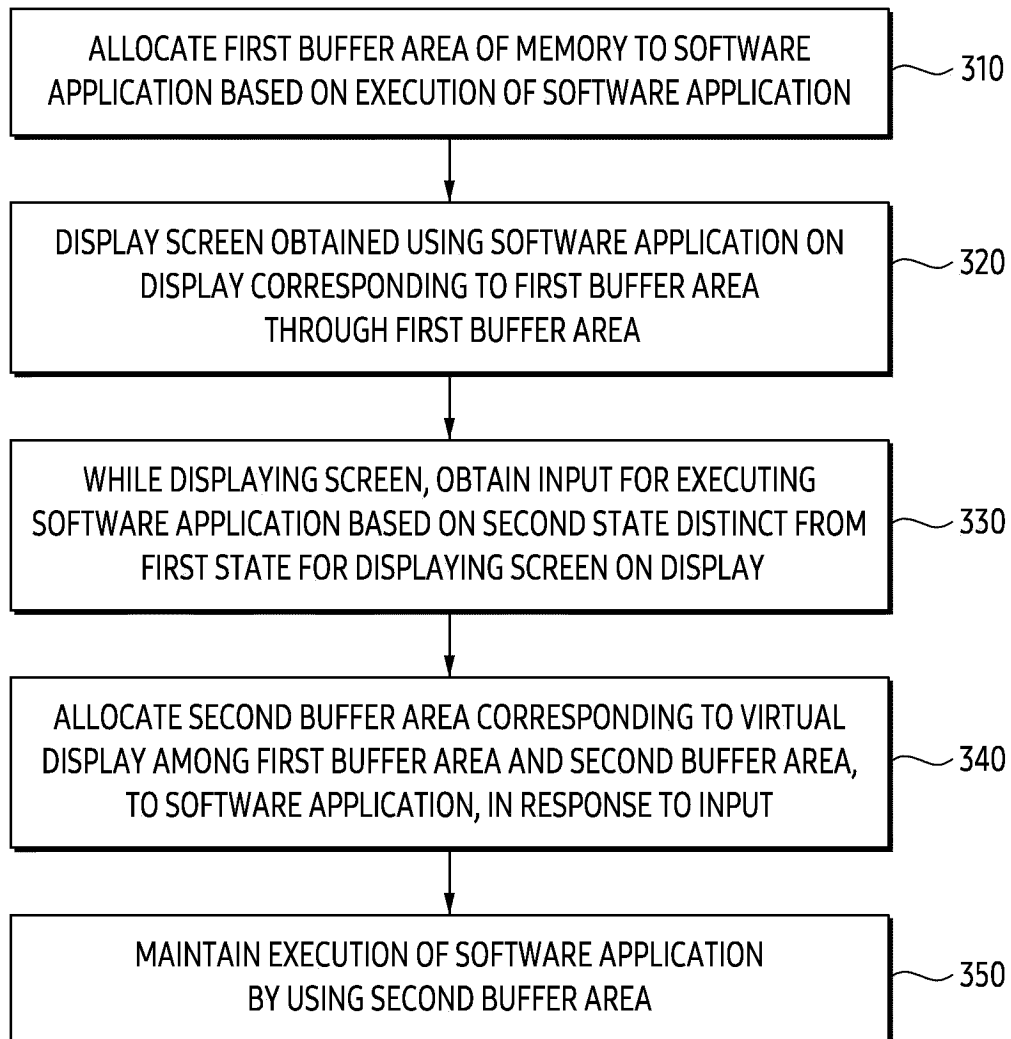 ALLOCATE FIRST BUFFER AREA OF MEMORY TO SOFTWARE
APPLICATION BASED ON EXECUTION OF SOFTWARE APPLICATION
310
DISPLAY SCREEN OBTAINED USING SOFTWARE APPLICATION ON
DISPLAY CORRESPONDING TO FIRST BUFFER AREA
THROUGH FIRST BUFFER AREA
320
WHILE DISPLAYING SCREEN, OBTAIN INPUT FOR EXECUTING
SOFTWARE APPLICATION BASED ON SECOND STATE DISTINCT FROM
FIRST STATE FOR DISPLAYING SCREEN ON DISPLAY
330
ALLOCATE SECOND BUFFER AREA CORRESPONDING TO VIRTUAL
DISPLAY AMONG FIRST BUFFER AREA AND SECOND BUFFER AREA,
TO SOFTWARE APPLICATION, IN RESPONSE TO INPUT
340
MAINTAIN EXECUTION OF SOFTWARE APPLICATION
BY USING SECOND BUFFER AREA
350